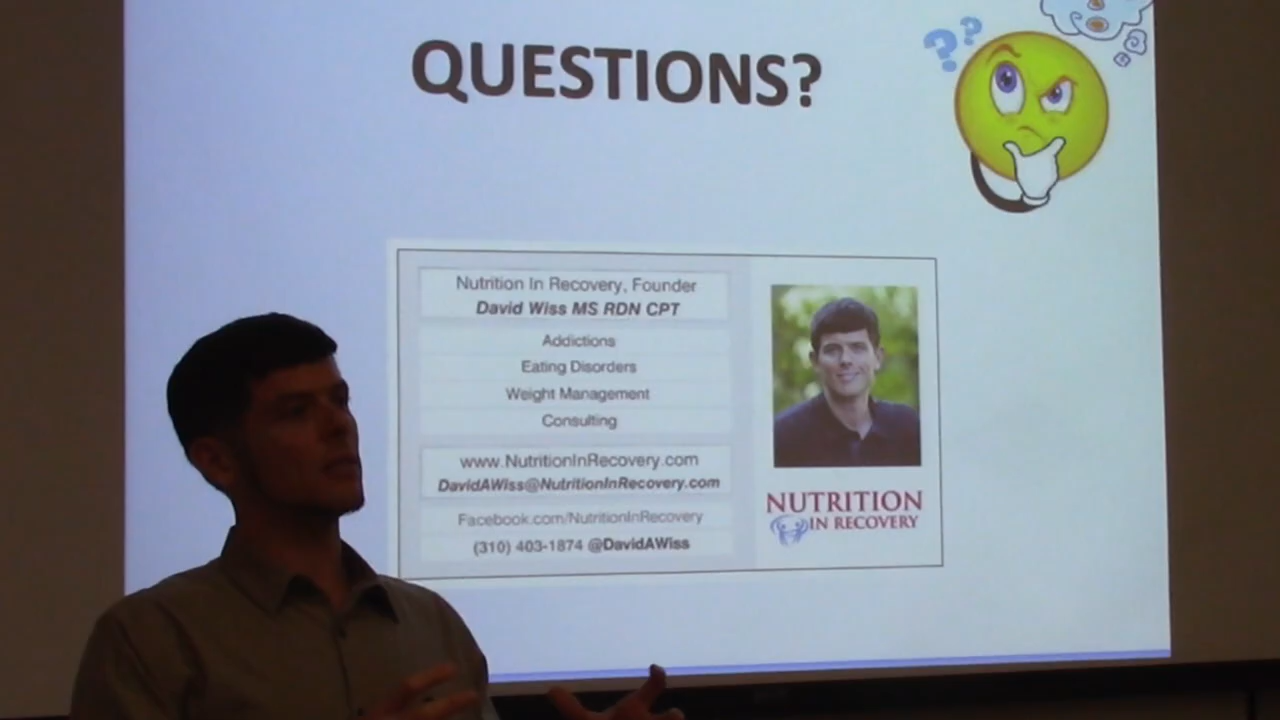 QUESTIONS?
??
Nutrition In Recovery, Founder
David Wiss MS RDN CPT
Addictions
Eating Disorders
Weight Management
Consulting
www.NutritionInRecovery.com
DavidAWiss@NutritionInRecovery.com
Facebook.com/NutritionInRecovery
(310) 403-1874 @DavidAWiss
NUTRITION
IN RECOVERY